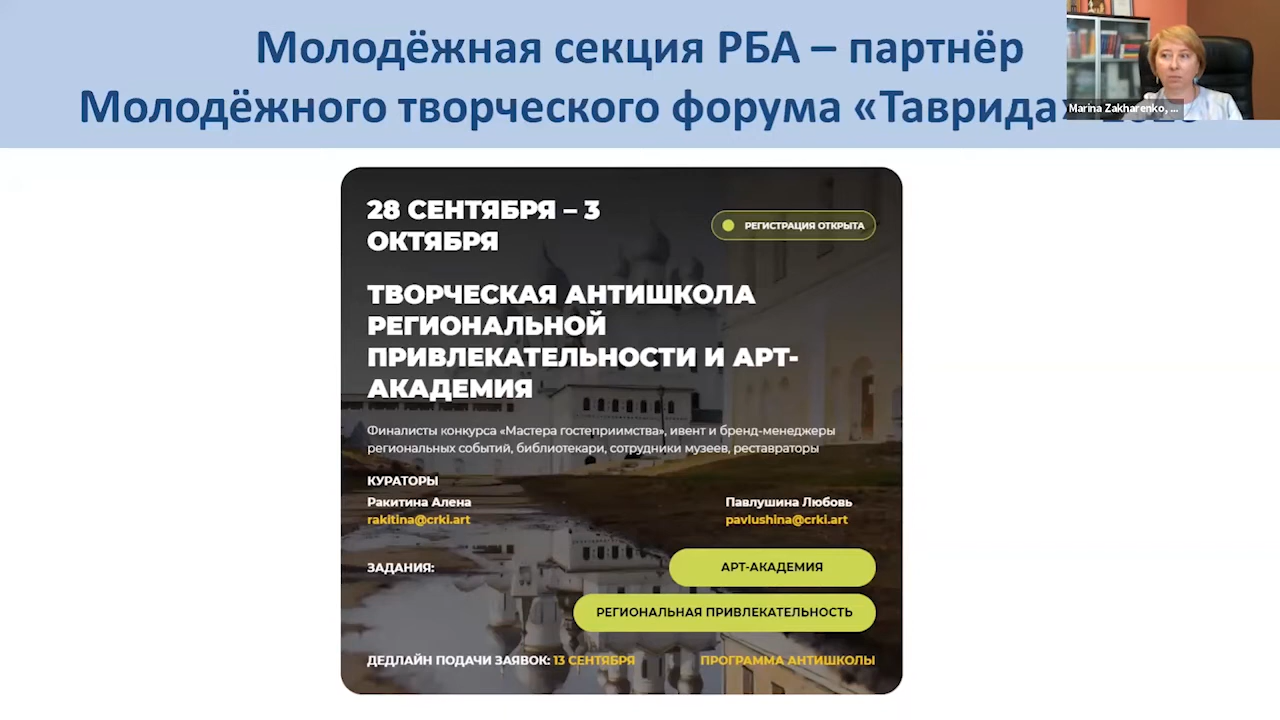 Молодёжная секция РБА – партнёр
Молодёжного творческого форума «Таврида»
Marina Zakharenko, ...
28 СЕНТЯБРЯ – 3
ОКТЯБРЯ
РЕГИСТРАЦИЯ ОТКРЫТА
ТВОРЧЕСКАЯ АНТИШКОЛА
РЕГИОНАЛЬНОЙ
ПРИВЛЕКАТЕЛЬНОСТИ И АРТ-
АКАДЕМИЯ
Финалисты конкурса «Мастера гостеприимства», ивент и бренд-менеджеры
региональных событий, библиотекари, сотрудники музеев, реставраторы
КУРАТОРЫ
Ракитина Алена
rakitina@crki.art
Павлушина Любовь
pavlushina@crki.art
ЗАДАНИЯ:
АРТ-АКАДЕМИЯ
РЕГИОНАЛЬНАЯ ПРИВЛЕКАТЕЛЬНОСТЬ
ДЕДЛАЙН ПОДАЧИ ЗАЯВОК: 13 СЕНТЯБРЯ
ПРОГРАММА АНТИШКОЛЫ